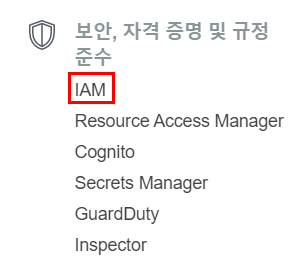 보안, 자격 증명 및 규정
준수
IAM
Resource Access Manager
Cognito
Secrets Manager
GuardDuty
Inspector